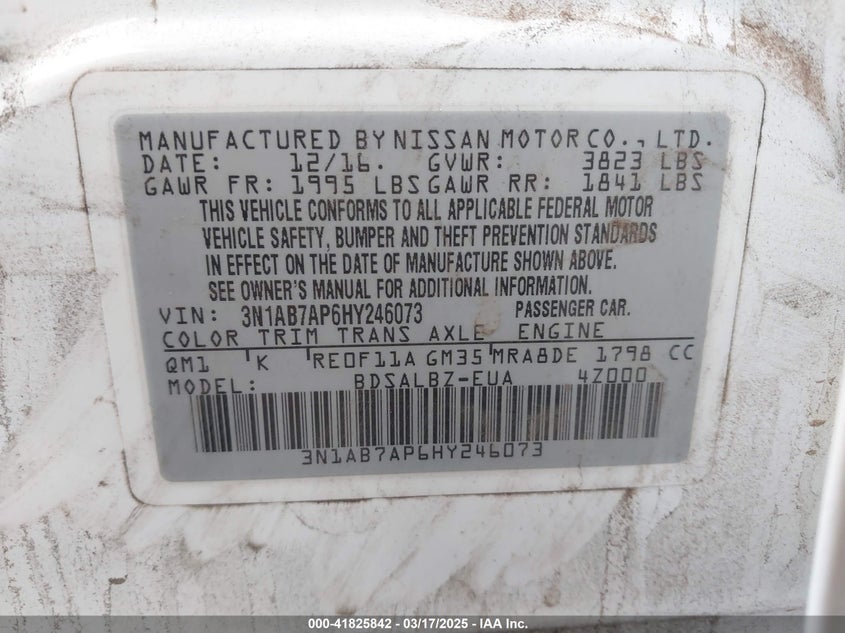 MANUFACTURED BY NISSAN MOTOR CO., LTD.
DATE: 12/16. GVWR: 3823 LBS
GAWR FR: 1995 LBS GAWR RR: 1841 LBS
THIS VEHICLE CONFORMS TO ALL APPLICABLE FEDERAL MOTOR
VEHICLE SAFETY, BUMPER AND THEFT PREVENTION STANDARDS
IN EFFECT ON THE DATE OF MANUFACTURE SHOWN ABOVE.
SEE OWNER'S MANUAL FOR ADDITIONAL INFORMATION.
VIN: 3N1AB7AP6HY246073 PASSENGER CAR.
COLOR TRIM TRANS AXLE ENGINE
QM1 K RE0F11A GM35 MRA8DE 1798 CC
MODEL: BDSALBZ-EUA 4Z000
3N1AB7AP6HY246073
000-41825842 - 03/17/2025 - IAA Inc.